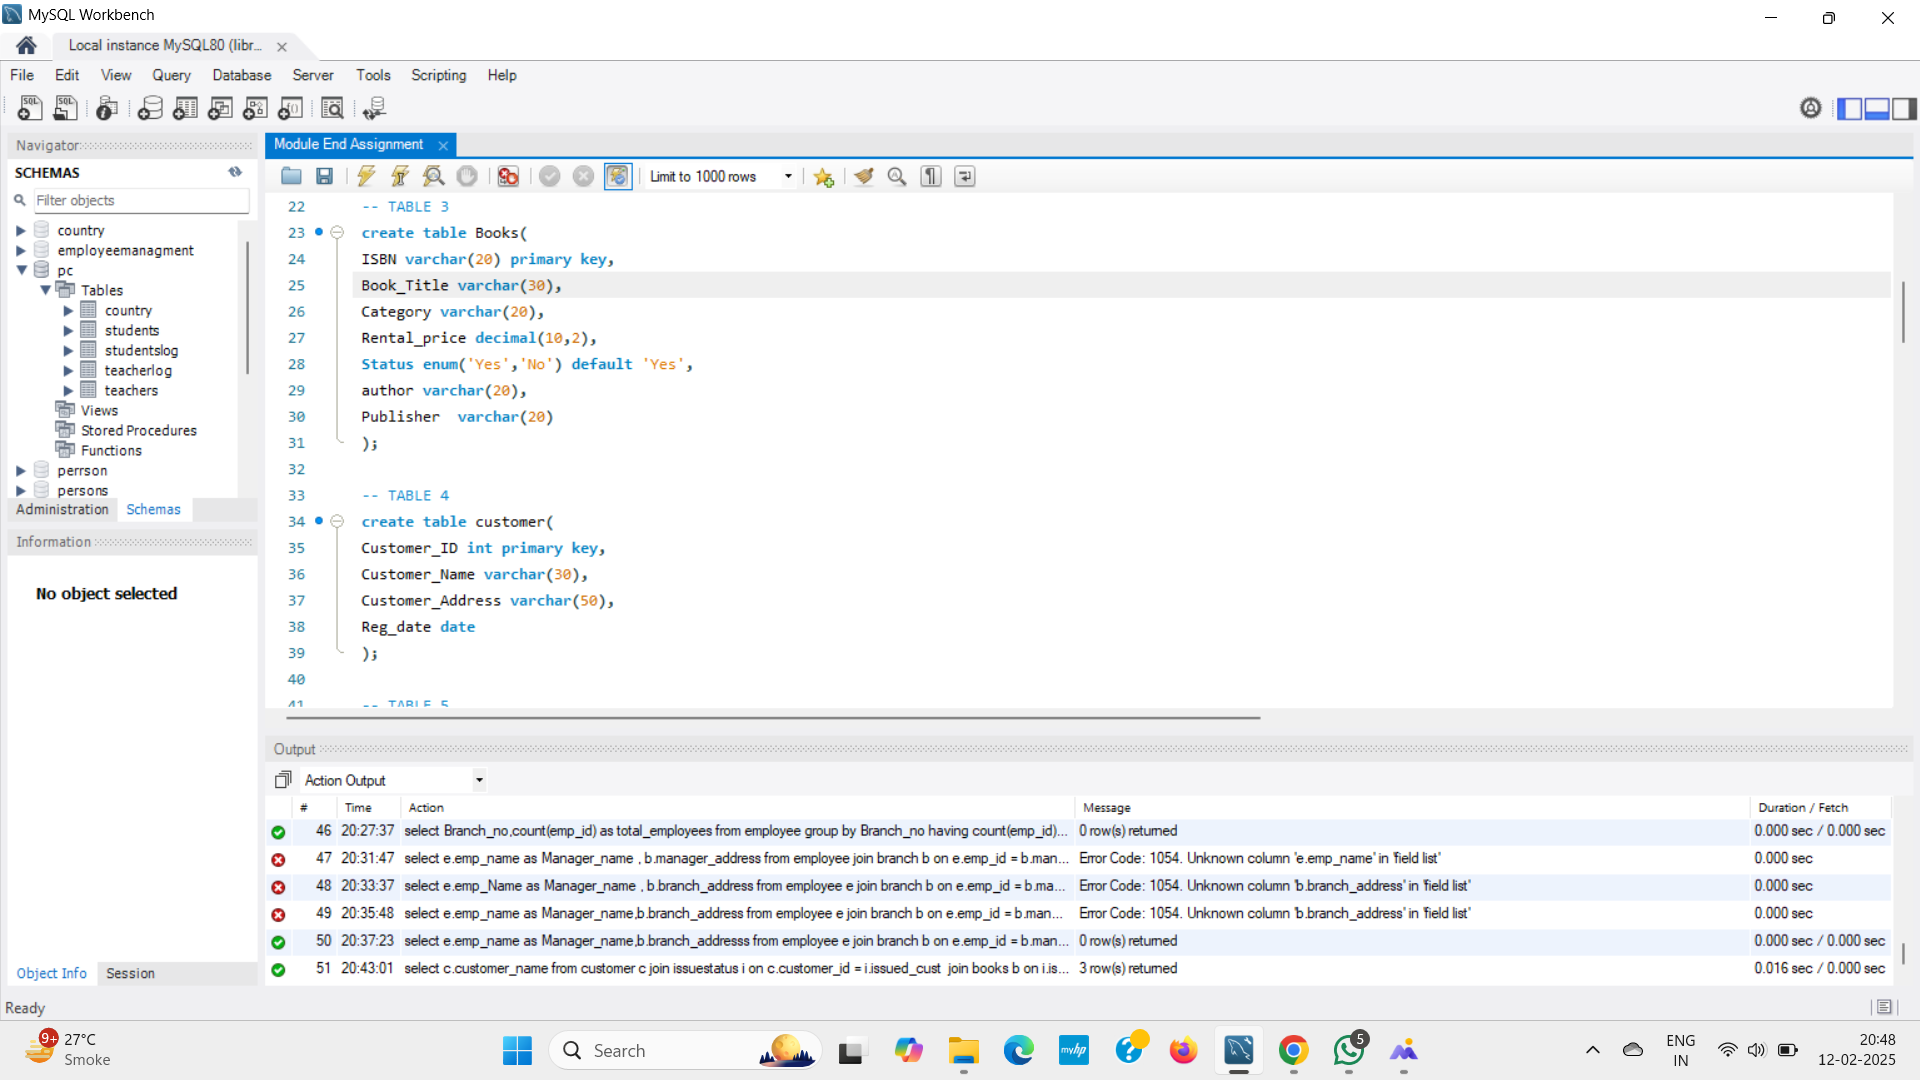 MySQL Workbench
Local instance MySQL80 (libr...
File Edit View Query Database Server Tools Scripting Help
Navigator
SCHEMAS
Filter objects
country
employeemanagment
pc
Tables
country
students
studentslog
teacherlog
teachers
Views
Stored Procedures
Functions
perrson
persons
Administration Schemas
Information
No object selected
Object Info Session
Module End Assignment
Limit to 1000 rows
22 -- TABLE 3
23 create table Books(
24 ISBN varchar(20) primary key,
25 Book_Title varchar(30),
26 Category varchar(20),
27 Rental_price decimal(10,2),
28 Status enum('Yes','No') default 'Yes',
29 author varchar(20),
30 Publisher  varchar(20)
31 );
32
33 -- TABLE 4
34 create table customer(
35 Customer_ID int primary key,
36 Customer_Name varchar(30),
37 Customer_Address varchar(50),
38 Reg_date date
39 );
40
41 -- TABLE 5
Output
Action Output
# Time Action Message Duration / Fetch
46 20:27:37 select Branch_no,count(emp_id) as total_employees from employee group by Branch_no having count(emp_id)... 0 row(s) returned 0.000 sec / 0.000 sec
47 20:31:47 select e.emp_name as Manager_name , b.manager_address from employee join branch b on e.emp_id = b.man... Error Code: 1054. Unknown column 'e.emp_name' in 'field list' 0.000 sec
48 20:33:37 select e.emp_Name as Manager_name , b.branch_address from employee e join branch b on e.emp_id = b.ma... Error Code: 1054. Unknown column 'b.branch_address' in 'field list' 0.000 sec
49 20:35:48 select e.emp_name as Manager_name,b.branch_address from employee e join branch b on e.emp_id = b.man... Error Code: 1054. Unknown column 'b.branch_address' in 'field list' 0.000 sec
50 20:37:23 select e.emp_name as Manager_name,b.branch_addresss from employee e join branch b on e.emp_id = b.man... 0 row(s) returned 0.000 sec / 0.000 sec
51 20:43:01 select c.customer_name from customer c join issuestatus i on c.customer_id = i.issued_cust  join books b on i.is... 3 row(s) returned 0.016 sec / 0.000 sec
Ready
9+ 27°C
Smoke
Search
myhp
5
ENG
IN
20:48
12-02-2025